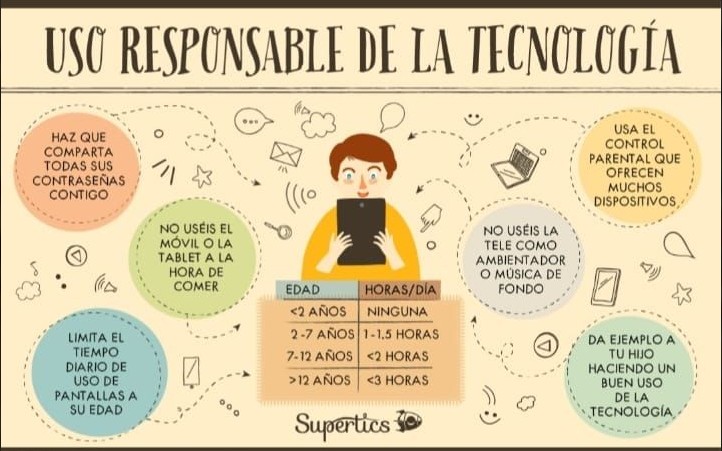 USO RESPONSABLE DE LA TECNOLOGÍA
HAZ QUE
COMPARTA
TODAS SUS
CONTRASEÑAS
CONTIGO
USA EL
CONTROL
PARENTAL QUE
OFRECEN
MUCHOS
DISPOSITIVOS
NO USÉIS EL
MÓVIL O LA
TABLET A LA
HORA DE
COMER
NO USÉIS LA
TELE COMO
AMBIENTADOR
O MÚSICA DE
FONDO
LIMITA EL
TIEMPO
DIARIO DE
USO DE
PANTALLAS A
SU EDAD
EDAD HORAS/DÍA
<2 AÑOS NINGUNA
2-7 AÑOS 1-1.5 HORAS
7-12 AÑOS <2 HORAS
>12 AÑOS <3 HORAS
DA EJEMPLO A
TU HIJO
HACIENDO UN
BUEN USO
DE LA
TECNOLOGÍA
Supertics